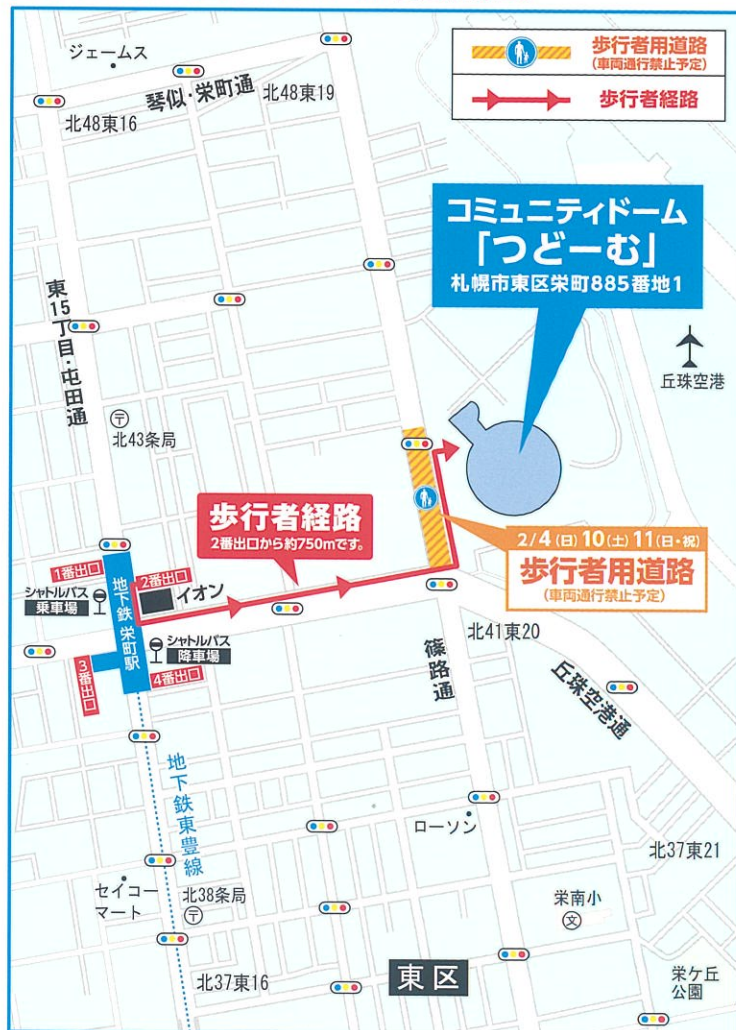 ジェームス
琴似・栄町通
北48東19
北48東16
歩行者用道路
(車両通行禁止予定)
歩行者経路
コミュニティドーム
「つどーむ」
札幌市東区栄町885番地1
東15丁目・屯田通
丘珠空港
〒
北43条局
歩行者経路
2番出口から約750mです。
2/4(日)10(土)11(日・祝)
歩行者用道路
(車両通行禁止予定)
1番出口
2番出口
イオン
シャトルバス
乗車場
地下鉄 栄町駅
シャトルバス
降車場
3番出口
4番出口
北41東20
篠路通
丘珠空港通
地下鉄東豊線
ローソン
北37東21
セイコー
マート
北38条局
〒
栄南小
文
北37東16
東区
栄ケ丘
公園